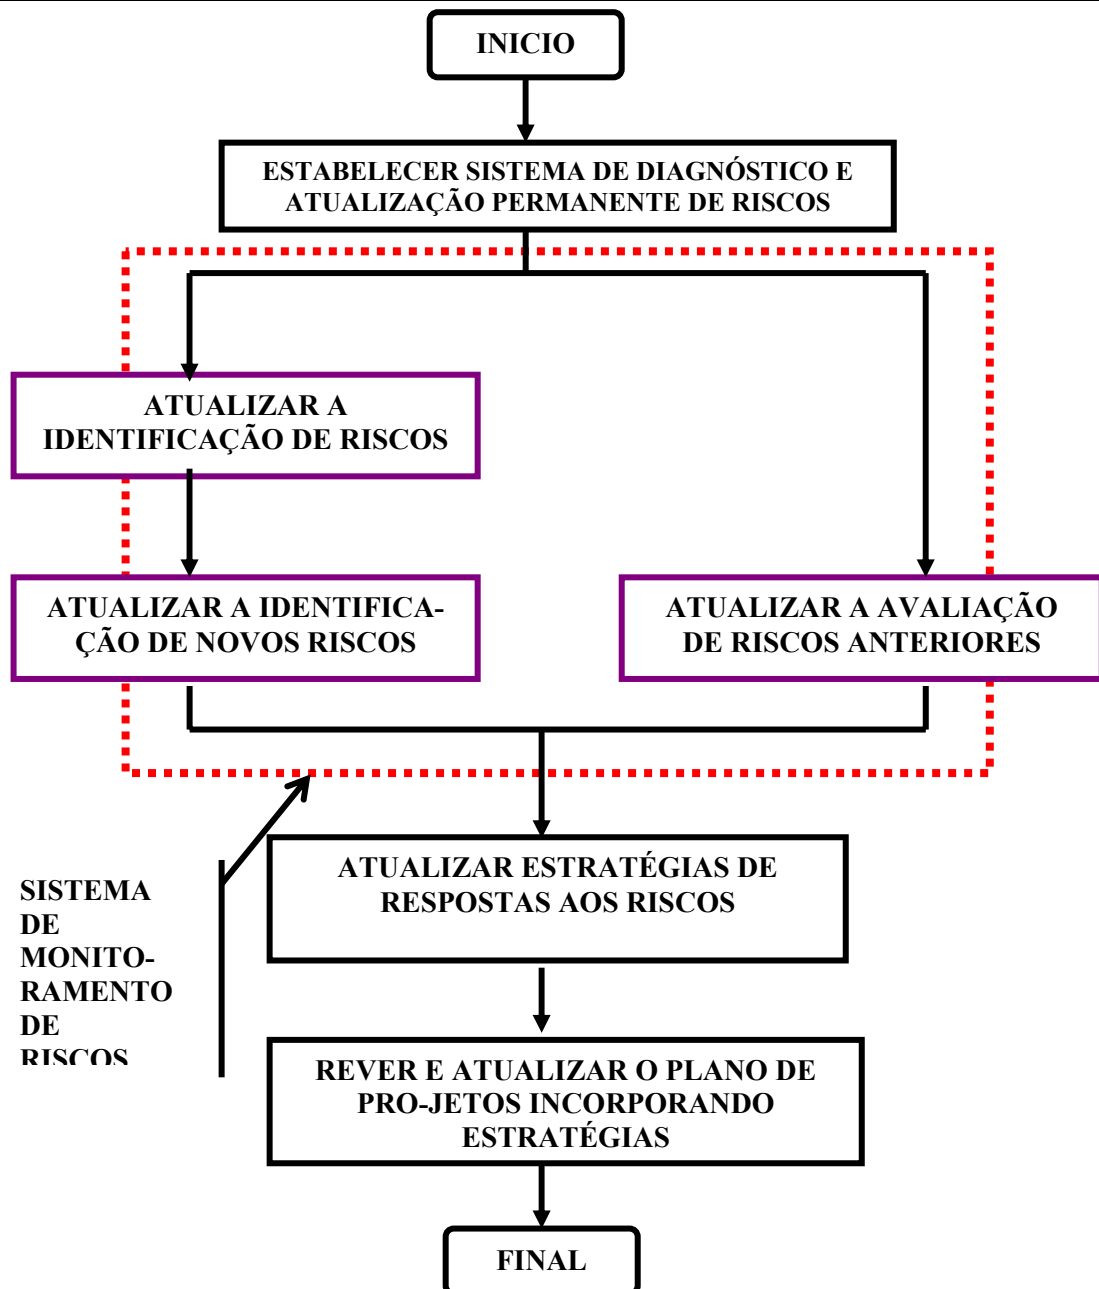 INICIO
ESTABELECER SISTEMA DE DIAGNÓSTICO E
ATUALIZAÇÃO PERMANENTE DE RISCOS
ATUALIZAR A
IDENTIFICAÇÃO DE RISCOS
ATUALIZAR A IDENTIFICA-
ÇÃO DE NOVOS RISCOS
ATUALIZAR A AVALIAÇÃO
DE RISCOS ANTERIORES
ATUALIZAR ESTRATÉGIAS DE
RESPOSTAS AOS RISCOS
SISTEMA
DE
MONITO-
RAMENTO
DE
RISCOS
REVER E ATUALIZAR O PLANO DE
PRO-JETOS INCORPORANDO
ESTRATÉGIAS
FINAL